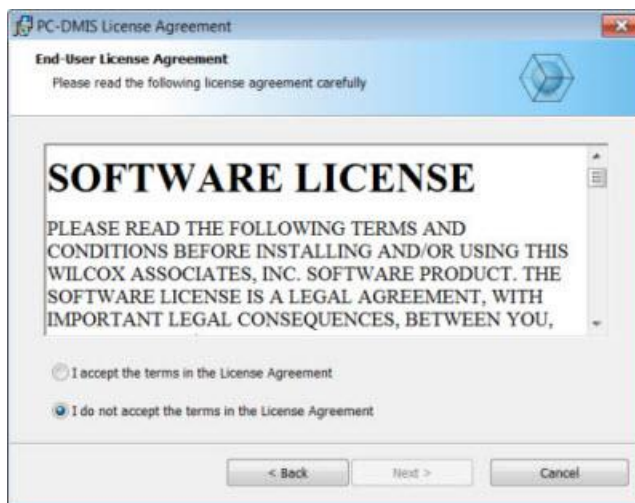 PC-DMIS License Agreement
End-User License Agreement
Please read the following license agreement carefully
SOFTWARE LICENSE
PLEASE READ THE FOLLOWING TERMS AND
CONDITIONS BEFORE INSTALLING AND/OR USING THIS
WILCOX ASSOCIATES, INC. SOFTWARE PRODUCT. THE
SOFTWARE LICENSE IS A LEGAL AGREEMENT, WITH
IMPORTANT LEGAL CONSEQUENCES, BETWEEN YOU,
I accept the terms in the License Agreement
I do not accept the terms in the License Agreement
< Back Next > Cancel